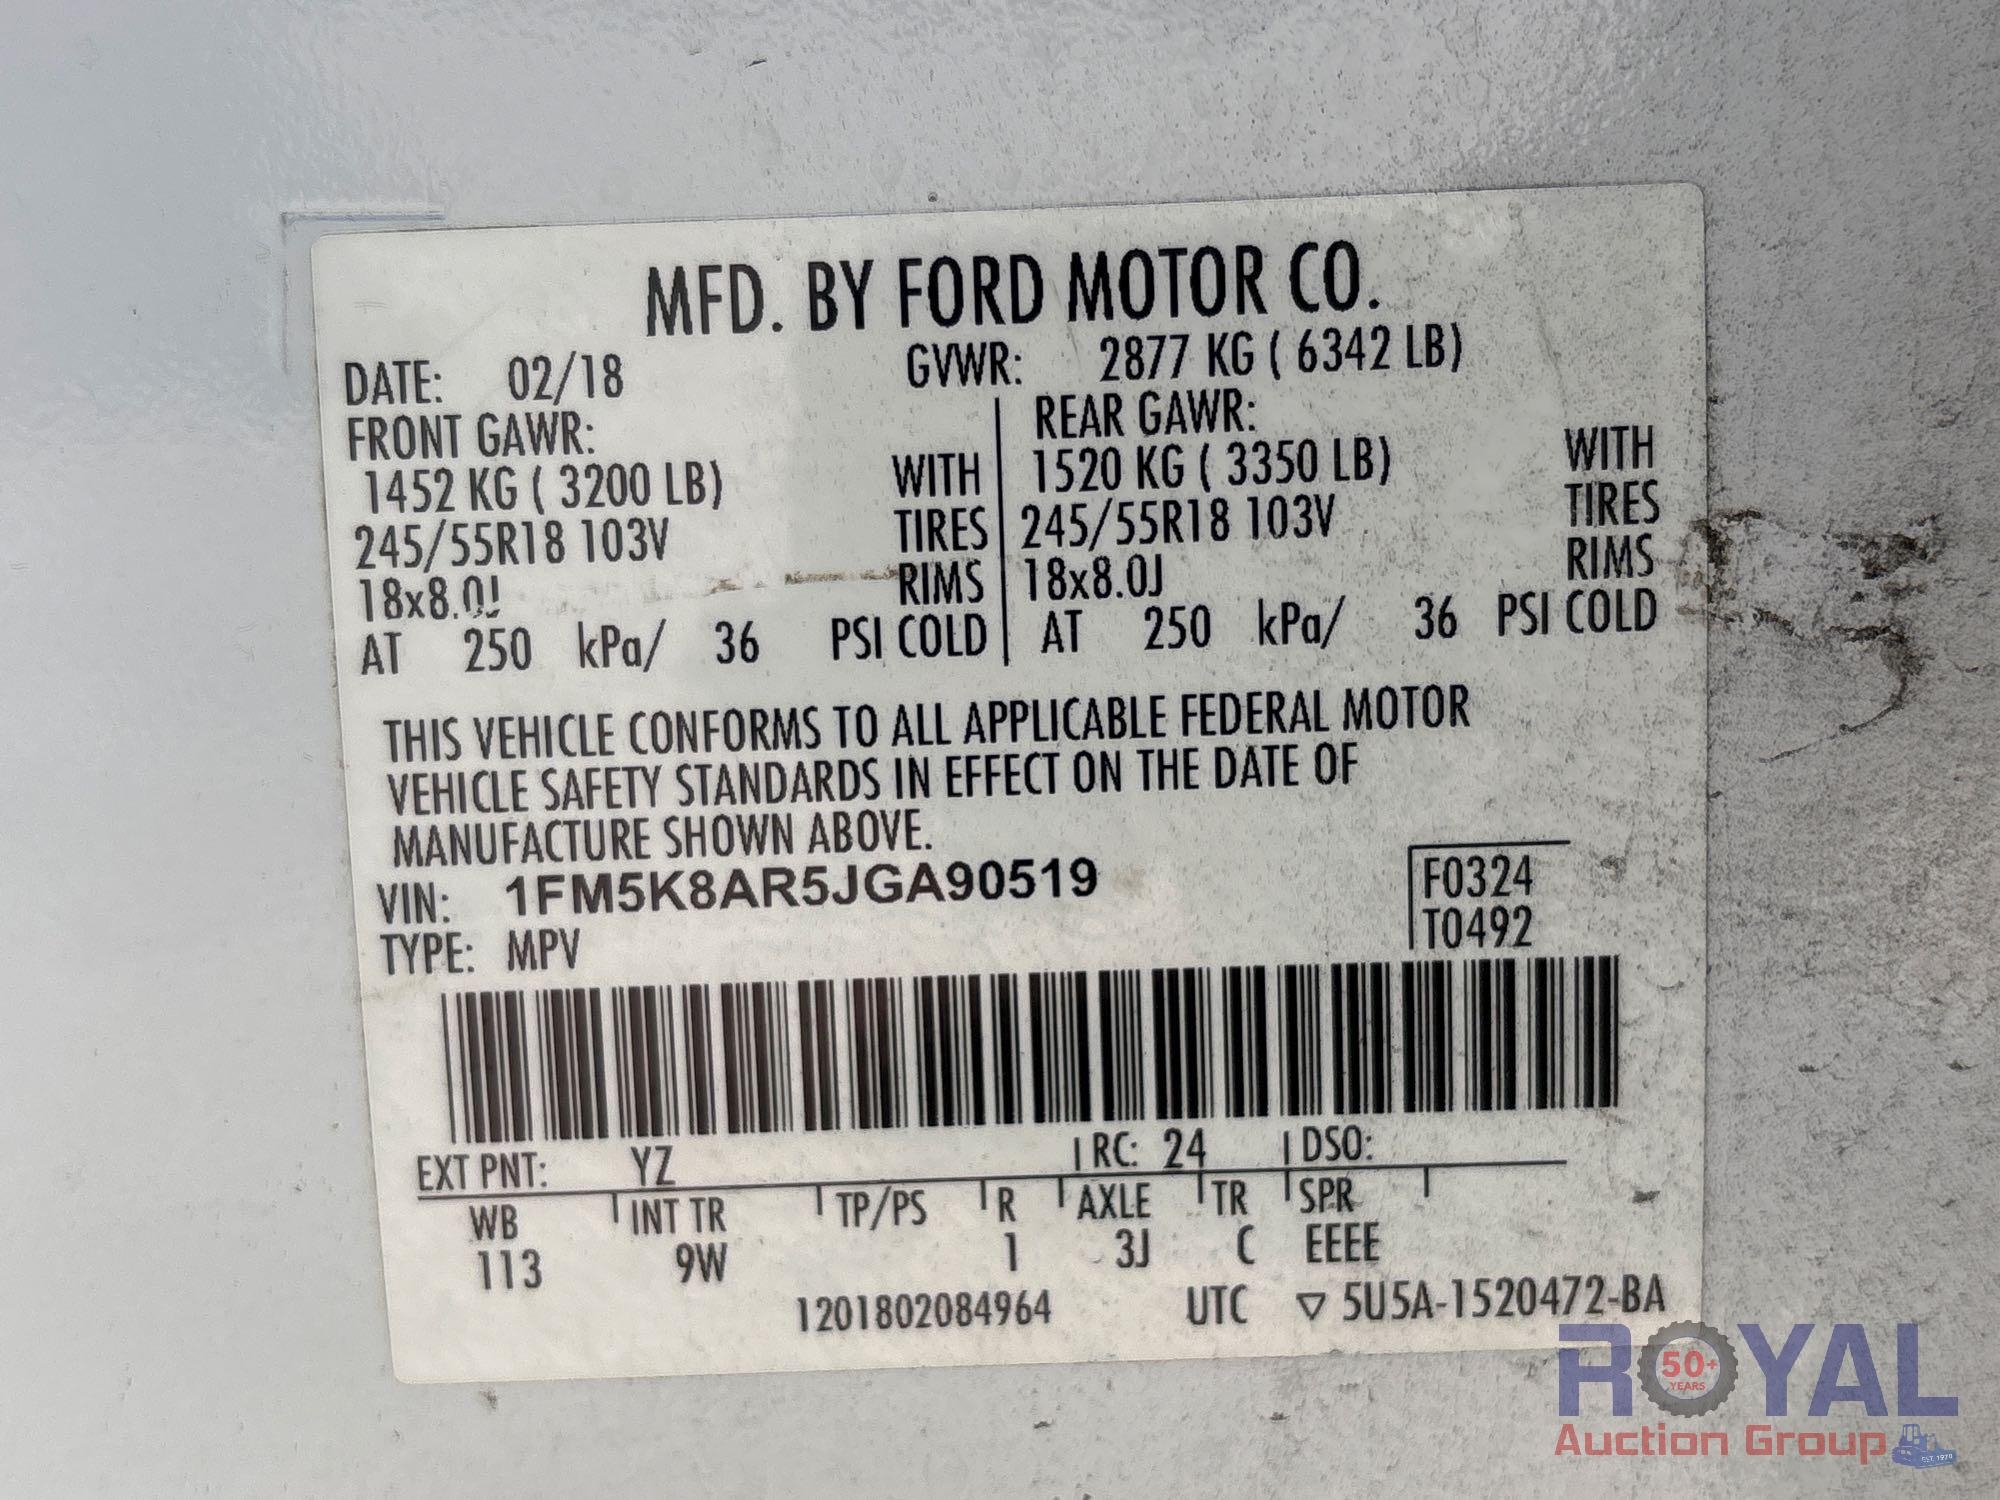 MFD. BY FORD MOTOR CO.
DATE: 02/18 GVWR: 2877 KG ( 6342 LB)
FRONT GAWR: REAR GAWR:
1452 KG ( 3200 LB) WITH 1520 KG ( 3350 LB) WITH
245/55R18 103V TIRES 245/55R18 103V TIRES
18x8.0J RIMS 18x8.0J RIMS
AT 250 kPa/ 36 PSI COLD AT 250 kPa/ 36 PSI COLD
THIS VEHICLE CONFORMS TO ALL APPLICABLE FEDERAL MOTOR
VEHICLE SAFETY STANDARDS IN EFFECT ON THE DATE OF
MANUFACTURE SHOWN ABOVE.
VIN: 1FM5K8AR5JGA90519 F0324
TYPE: MPV T0492
EXT PNT: YZ RC: 24 DSO:
WB INT TR TP/PS R AXLE TR SPR
113 9W 1 3J C EEEE
1201802084964 UTC ▽ 5U5A-1520472-BA
ROYAL
50+
YEARS
Auction Group
EST. 1970